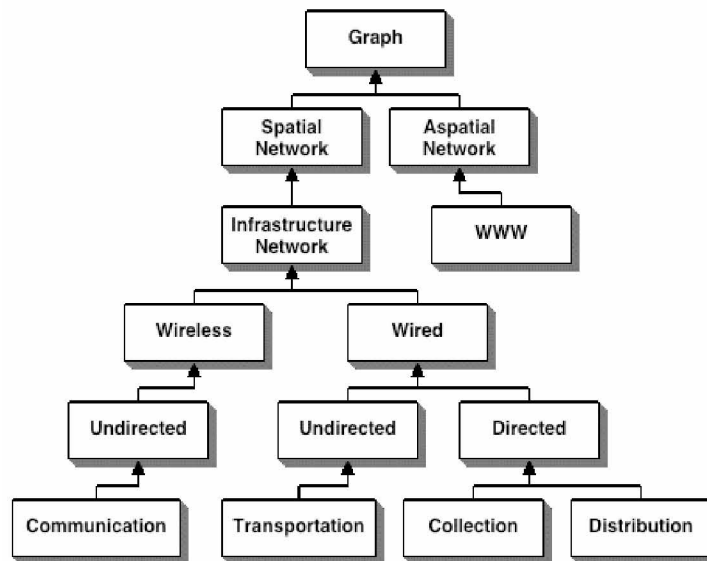 Graph
Spatial
Network
Aspatial
Network
Infrastructure
Network
WWW
Wireless
Wired
Undirected
Undirected
Directed
Communication
Transportation
Collection
Distribution